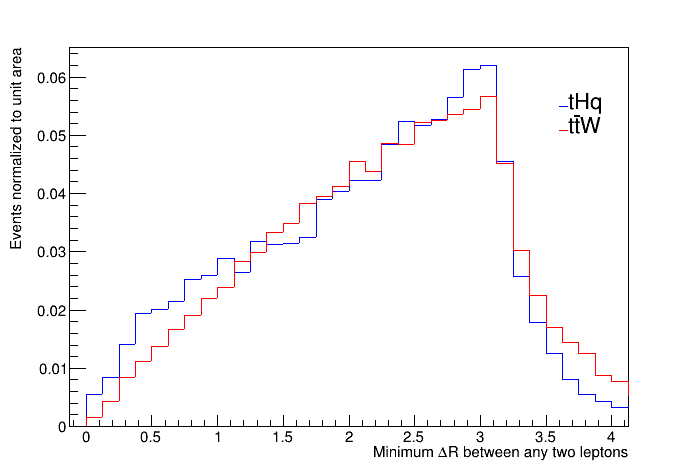 Events normalized to unit area
0.06
0.05
0.04
0.03
0.02
0.01
0
tHq
tt̄W
0 0.5 1 1.5 2 2.5 3 3.5 4
Minimum ΔR between any two leptons